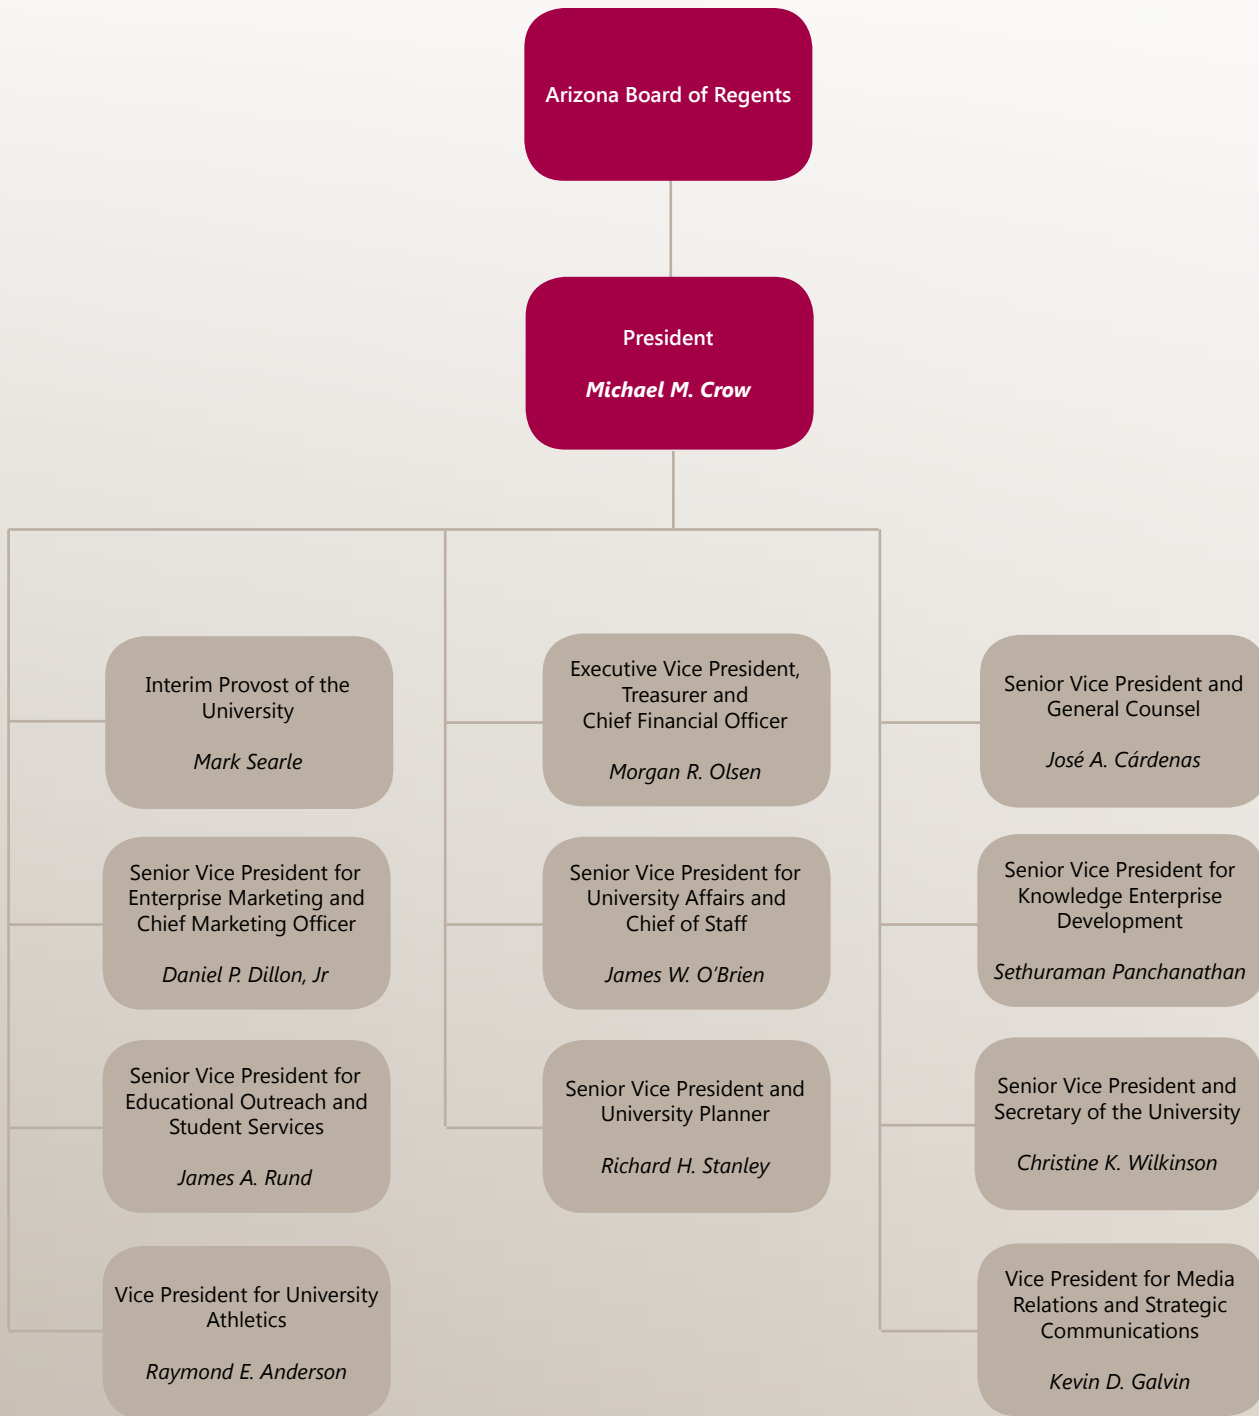 Arizona Board of Regents
President
Michael M. Crow
Interim Provost of the
University
Mark Searle
Executive Vice President,
Treasurer and
Chief Financial Officer
Morgan R. Olsen
Senior Vice President and
General Counsel
José A. Cárdenas
Senior Vice President for
Enterprise Marketing and
Chief Marketing Officer
Daniel P. Dillon, Jr
Senior Vice President for
University Affairs and
Chief of Staff
James W. O’Brien
Senior Vice President for
Knowledge Enterprise
Development
Sethuraman Panchanathan
Senior Vice President for
Educational Outreach and
Student Services
James A. Rund
Senior Vice President and
University Planner
Richard H. Stanley
Senior Vice President and
Secretary of the University
Christine K. Wilkinson
Vice President for University
Athletics
Raymond E. Anderson
Vice President for Media
Relations and Strategic
Communications
Kevin D. Galvin